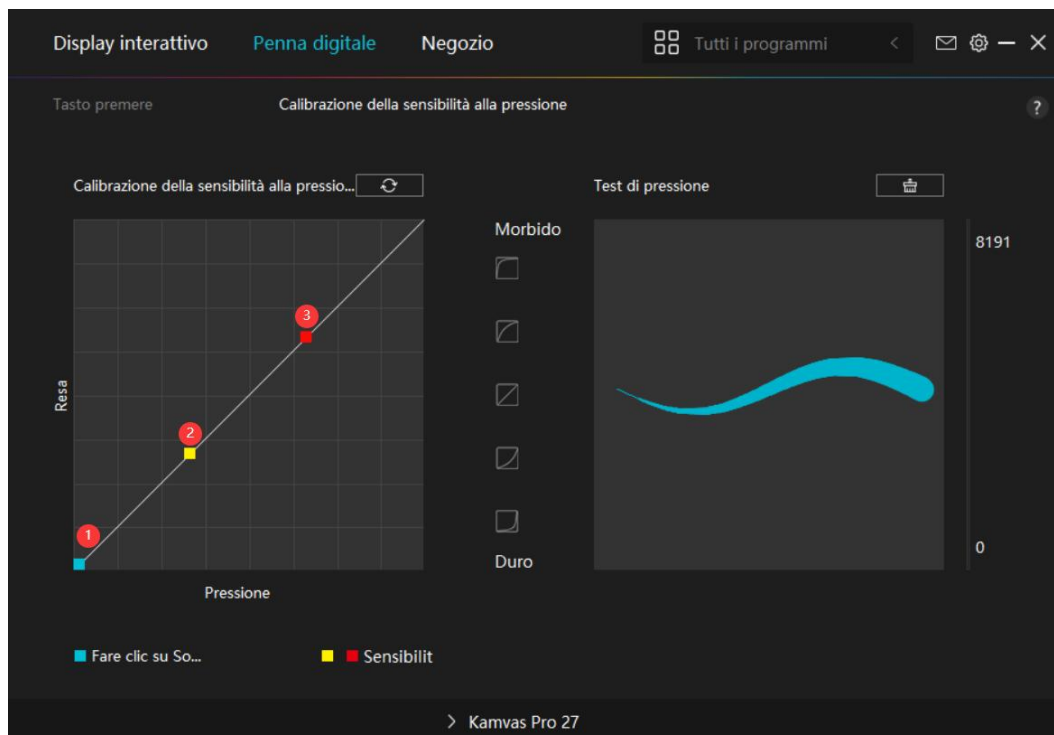 Display interattivo Penna digitale Negozio Tutti i programmi
Tasto premere Calibrazione della sensibilità alla pressione ?
Calibrazione della sensibilità alla pressio... Test di pressione
Morbido
8191
3
Resa
2
1
0
Duro
Pressione
Fare clic su So... Sensibilit
Kamvas Pro 27